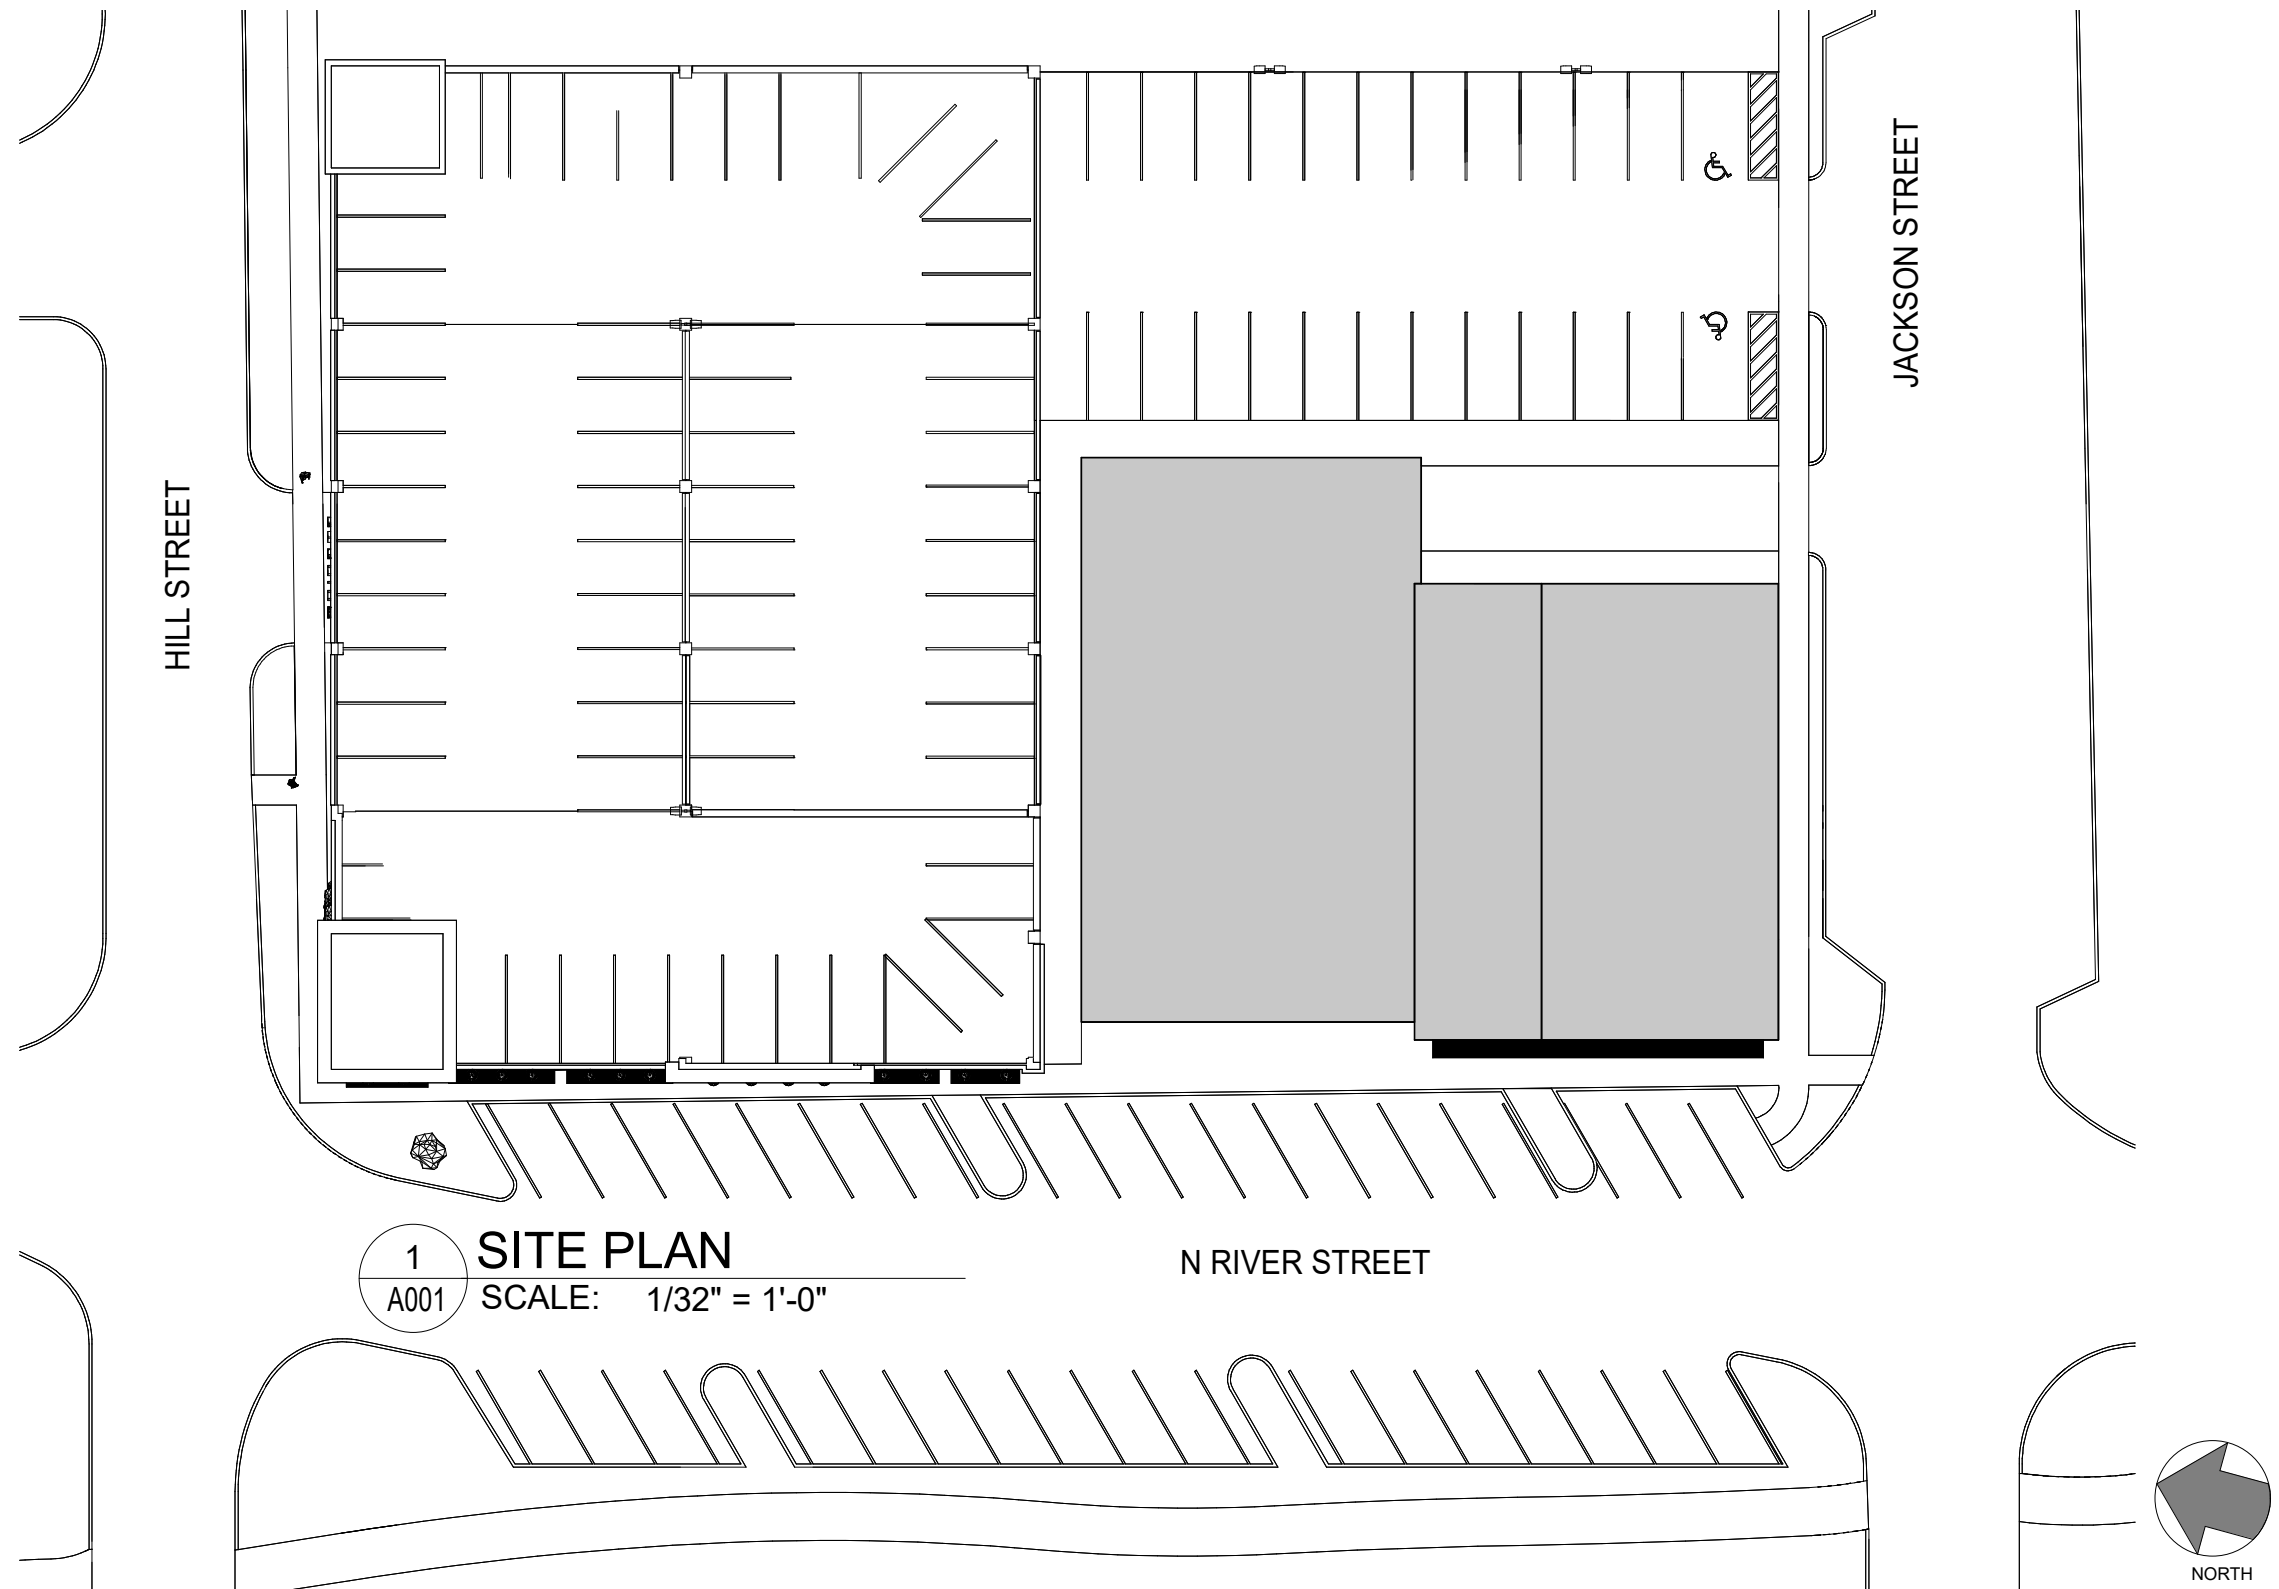 JACKSON STREET
HILL STREET
1
A001
SITE PLAN
SCALE: 1/32" = 1'-0"
N RIVER STREET
NORTH